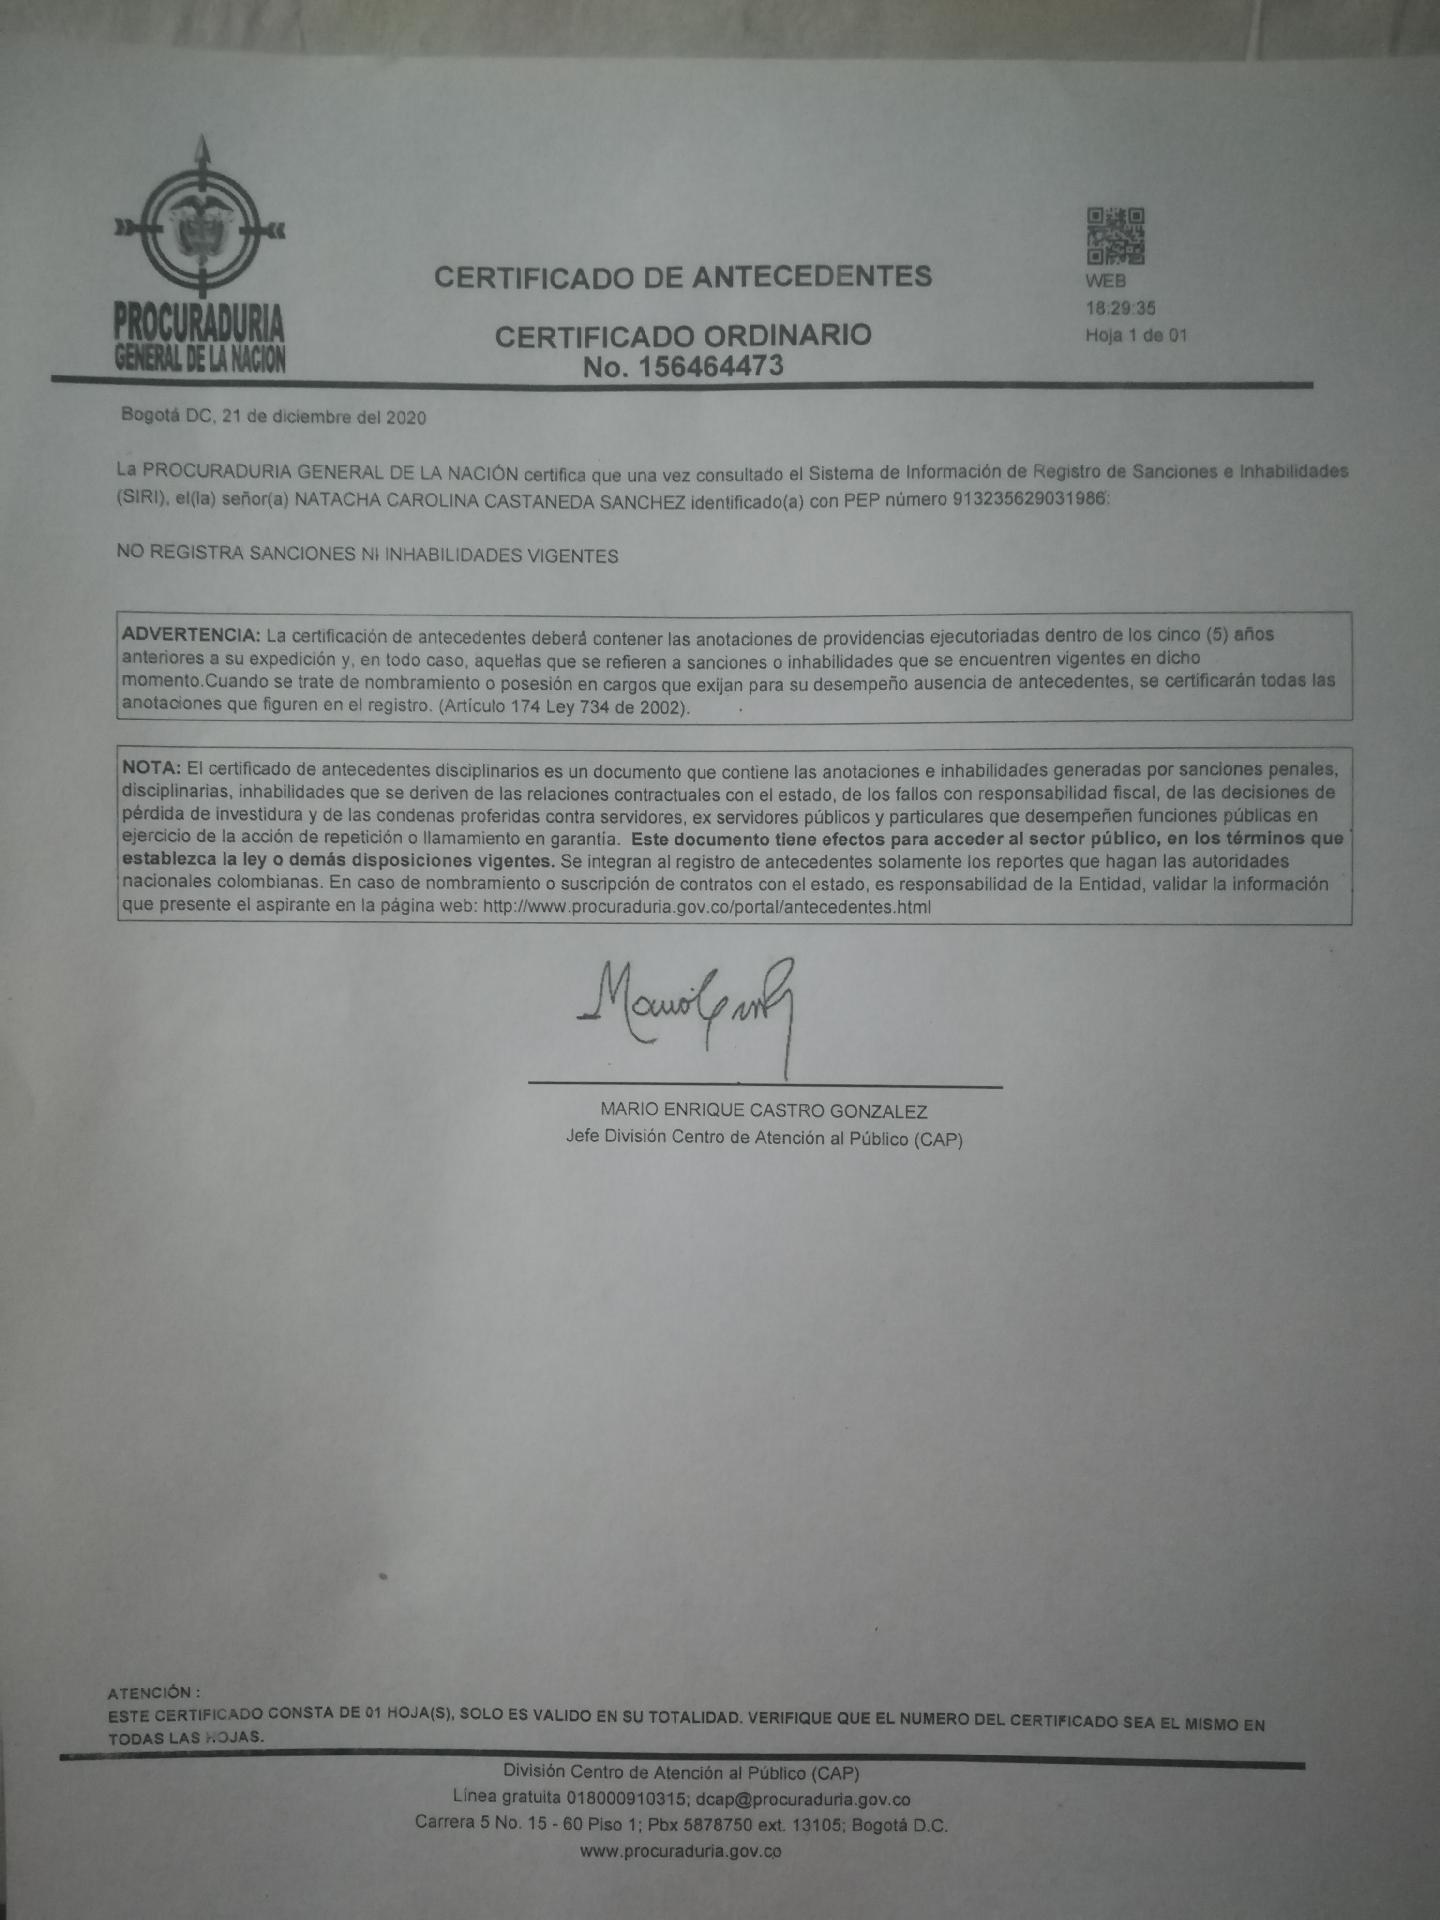 PROCURADURIA
GENERAL DE LA NACION
CERTIFICADO DE ANTECEDENTES
CERTIFICADO ORDINARIO
No. 156464473
WEB
18:29:35
Hoja 1 de 01
Bogotá DC, 21 de diciembre del 2020
La PROCURADURIA GENERAL DE LA NACIÓN certifica que una vez consultado el Sistema de Información de Registro de Sanciones e Inhabilidades
(SIRI), el(la) señor(a) NATACHA CAROLINA CASTANEDA SANCHEZ identificado(a) con PEP número 913235629031986:
NO REGISTRA SANCIONES NI INHABILIDADES VIGENTES
ADVERTENCIA: La certificación de antecedentes deberá contener las anotaciones de providencias ejecutoriadas dentro de los cinco (5) años
anteriores a su expedición y, en todo caso, aquellas que se refieren a sanciones o inhabilidades que se encuentren vigentes en dicho
momento.Cuando se trate de nombramiento o posesión en cargos que exijan para su desempeño ausencia de antecedentes, se certificarán todas las
anotaciones que figuren en el registro. (Artículo 174 Ley 734 de 2002).
NOTA: El certificado de antecedentes disciplinarios es un documento que contiene las anotaciones e inhabilidades generadas por sanciones penales,
disciplinarias, inhabilidades que se deriven de las relaciones contractuales con el estado, de los fallos con responsabilidad fiscal, de las decisiones de
pérdida de investidura y de las condenas proferidas contra servidores, ex servidores públicos y particulares que desempeñen funciones públicas en
ejercicio de la acción de repetición o llamamiento en garantía. Este documento tiene efectos para acceder al sector público, en los términos que
establezca la ley o demás disposiciones vigentes. Se integran al registro de antecedentes solamente los reportes que hagan las autoridades
nacionales colombianas. En caso de nombramiento o suscripción de contratos con el estado, es responsabilidad de la Entidad, validar la información
que presente el aspirante en la página web: http://www.procuraduria.gov.co/portal/antecedentes.html
MARIO ENRIQUE CASTRO GONZALEZ
Jefe División Centro de Atención al Público (CAP)
ATENCIÓN :
ESTE CERTIFICADO CONSTA DE 01 HOJA(S), SOLO ES VALIDO EN SU TOTALIDAD. VERIFIQUE QUE EL NUMERO DEL CERTIFICADO SEA EL MISMO EN
TODAS LAS HOJAS.
División Centro de Atención al Público (CAP)
Línea gratuita 018000910315; dcap@procuraduria.gov.co
Carrera 5 No. 15 - 60 Piso 1; Pbx 5878750 ext. 13105; Bogotá D.C.
www.procuraduria.gov.co